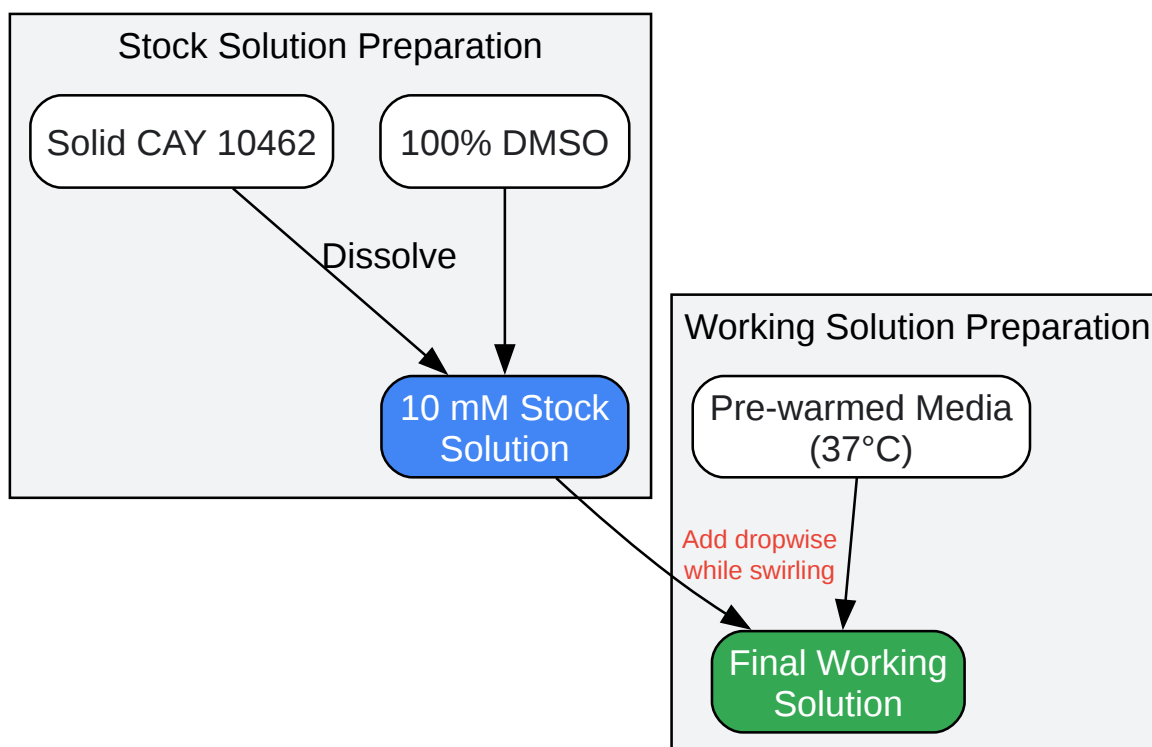 Stock Solution Preparation
Solid CAY 10462
100% DMSO
Dissolve
10 mM Stock
Solution
Working Solution Preparation
Pre-warmed Media
(37°C)
Add dropwise
while swirling
Final Working
Solution